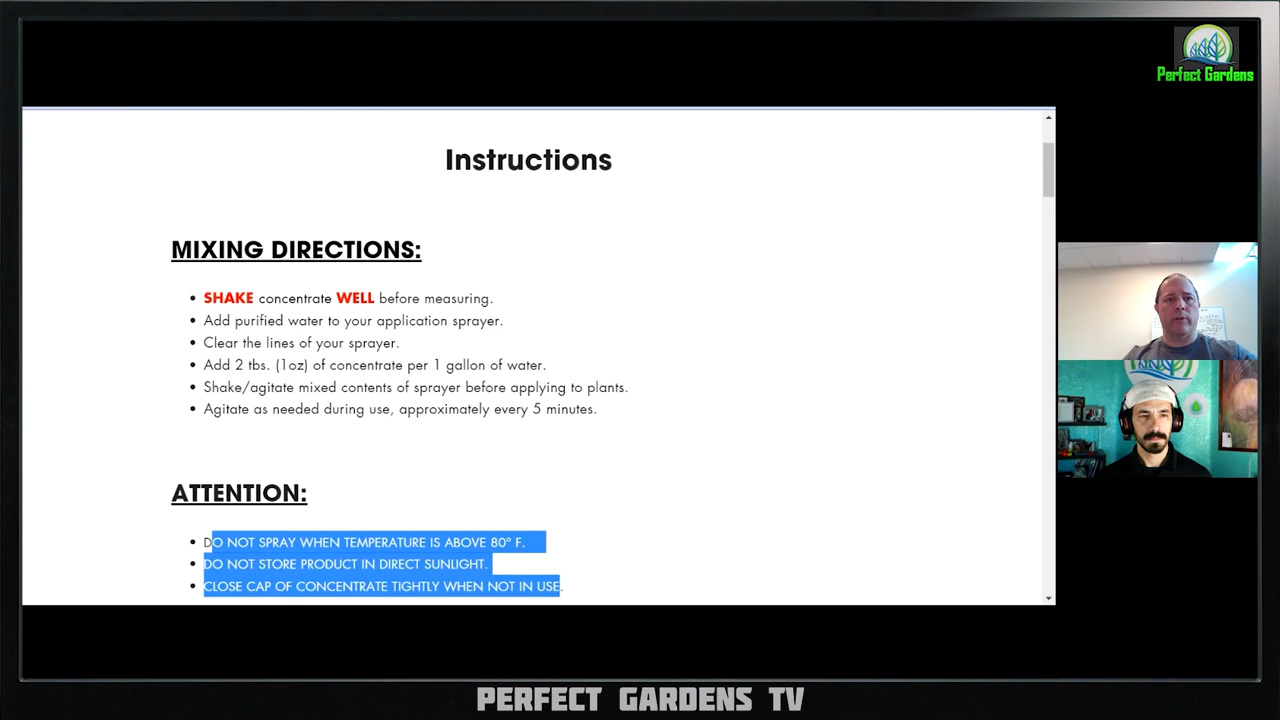 Perfect Gardens
Instructions
MIXING DIRECTIONS:
SHAKE concentrate WELL before measuring.
Add purified water to your application sprayer.
Clear the lines of your sprayer.
Add 2 tbs. (1oz) of concentrate per 1 gallon of water.
Shake/agitate mixed contents of sprayer before applying to plants.
Agitate as needed during use, approximately every 5 minutes.
ATTENTION:
DO NOT SPRAY WHEN TEMPERATURE IS ABOVE 80° F.
DO NOT STORE PRODUCT IN DIRECT SUNLIGHT.
CLOSE CAP OF CONCENTRATE TIGHTLY WHEN NOT IN USE.
PERFECT GARDENS TV